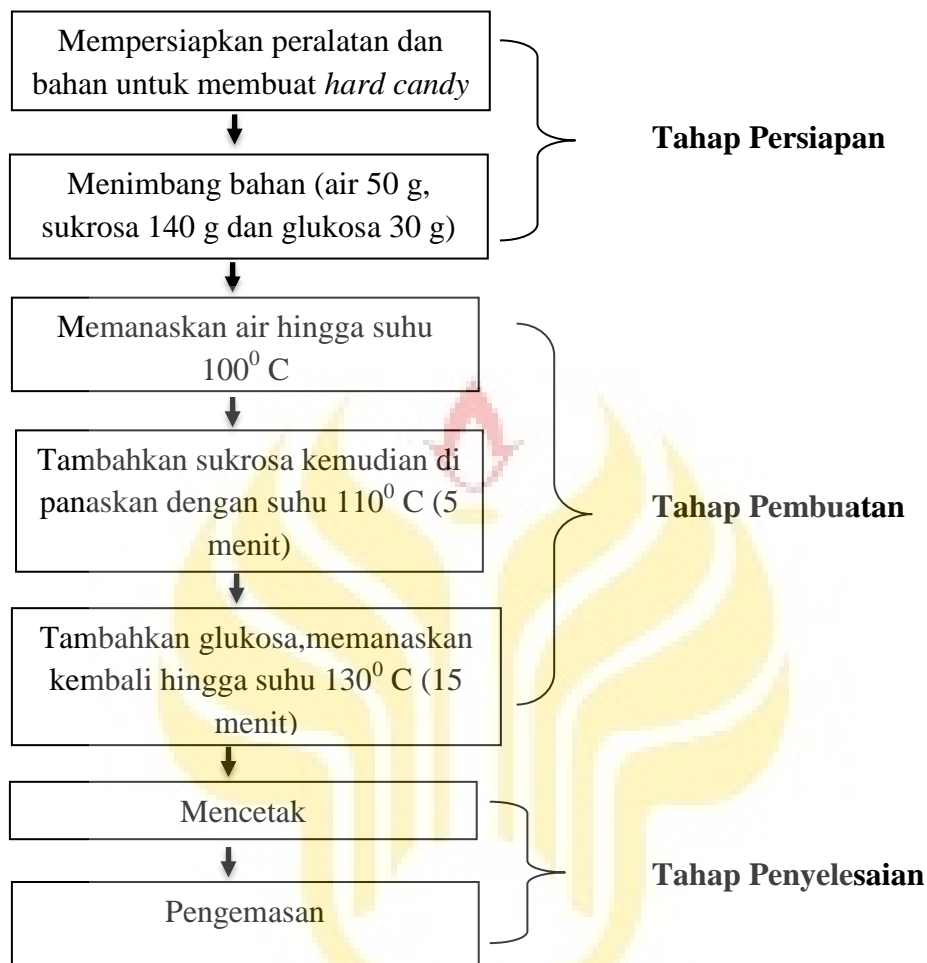 Mempersiapkan peralatan dan
bahan untuk membuat hard candy
Tahap Persiapan
Menimbang bahan (air 50 g,
sukrosa 140 g dan glukosa 30 g)
Memanaskan air hingga suhu
100⁰ C
Tambahkan sukrosa kemudian di
panaskan dengan suhu 110⁰ C (5
menit)
Tahap Pembuatan
Tambahkan glukosa,memanaskan
kembali hingga suhu 130⁰ C (15
menit)
Mencetak
Tahap Penyelesaian
Pengemasan